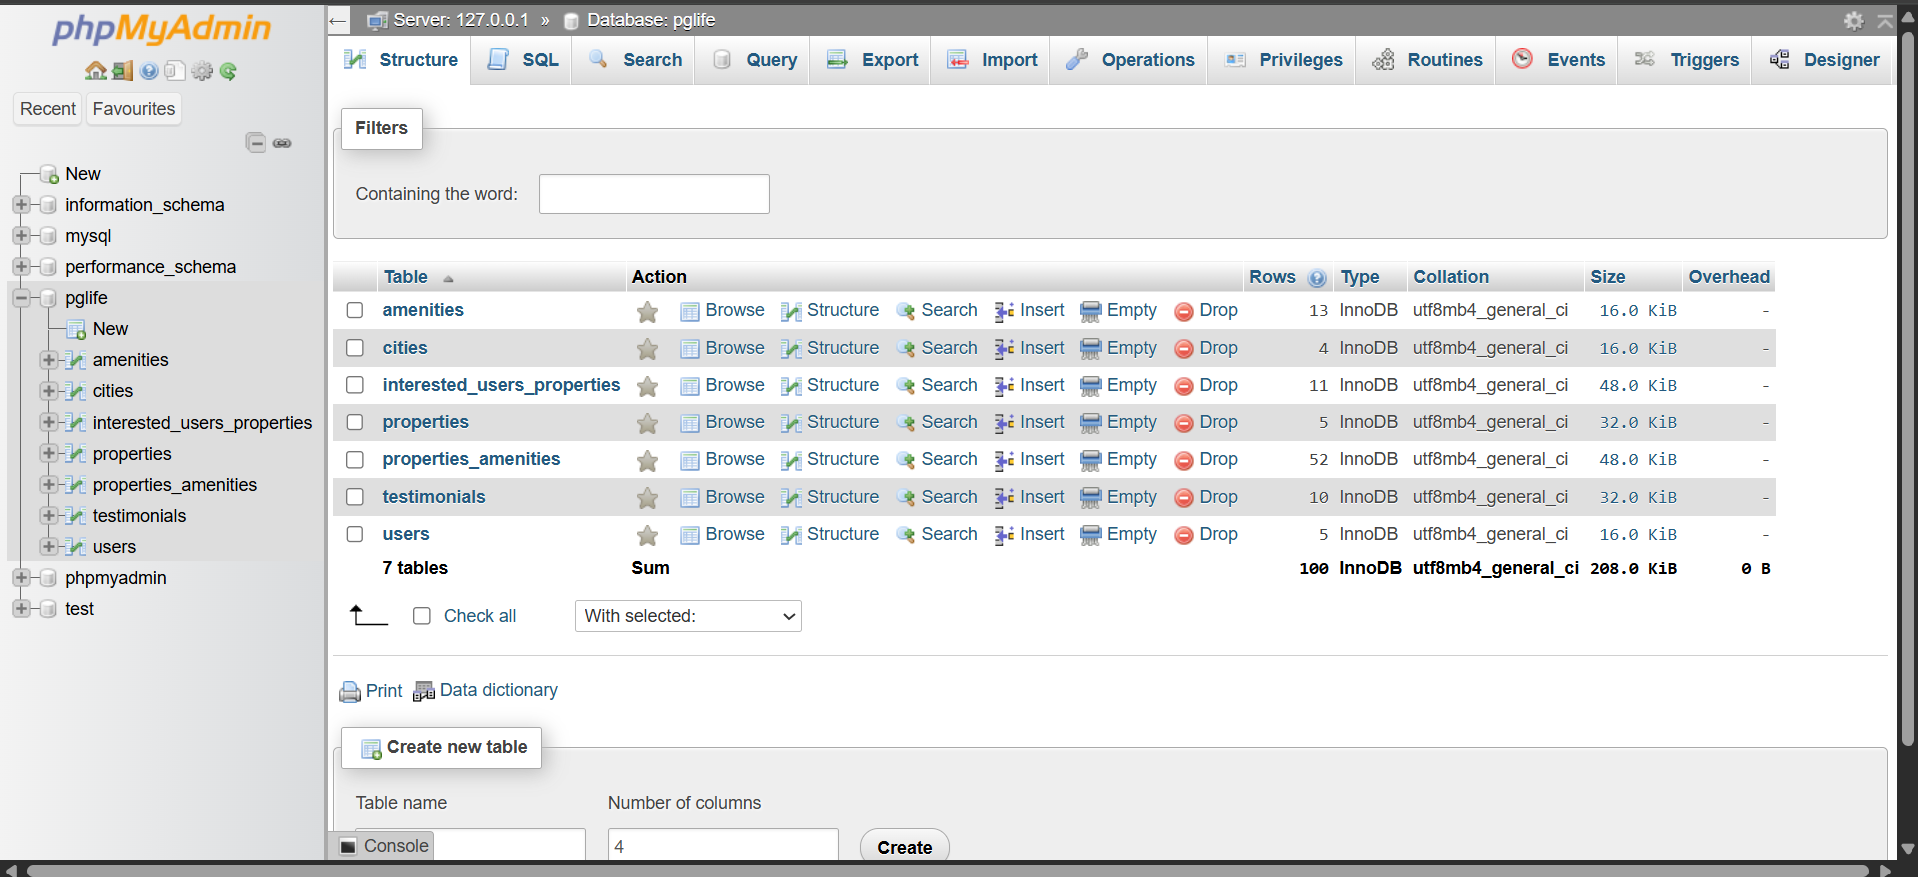 phpMyAdmin
Recent
Favourites
New
information_schema
mysql
performance_schema
pglife
New
amenities
cities
interested_users_properties
properties
properties_amenities
testimonials
users
phpmyadmin
test
Server: 127.0.0.1 » Database: pglife
Structure SQL Search Query Export Import Operations Privileges Routines Events Triggers Designer
Filters
Containing the word:
Table Action Rows Type Collation Size Overhead
amenities Browse Structure Search Insert Empty Drop 13 InnoDB utf8mb4_general_ci 16.0 KiB -
cities Browse Structure Search Insert Empty Drop 4 InnoDB utf8mb4_general_ci 16.0 KiB -
interested_users_properties Browse Structure Search Insert Empty Drop 11 InnoDB utf8mb4_general_ci 48.0 KiB -
properties Browse Structure Search Insert Empty Drop 5 InnoDB utf8mb4_general_ci 32.0 KiB -
properties_amenities Browse Structure Search Insert Empty Drop 52 InnoDB utf8mb4_general_ci 48.0 KiB -
testimonials Browse Structure Search Insert Empty Drop 10 InnoDB utf8mb4_general_ci 32.0 KiB -
users Browse Structure Search Insert Empty Drop 5 InnoDB utf8mb4_general_ci 16.0 KiB -
7 tables Sum 100 InnoDB utf8mb4_general_ci 208.0 KiB 0 B
Check all With selected:
Print Data dictionary
Create new table
Table name Number of columns
Console 4 Create